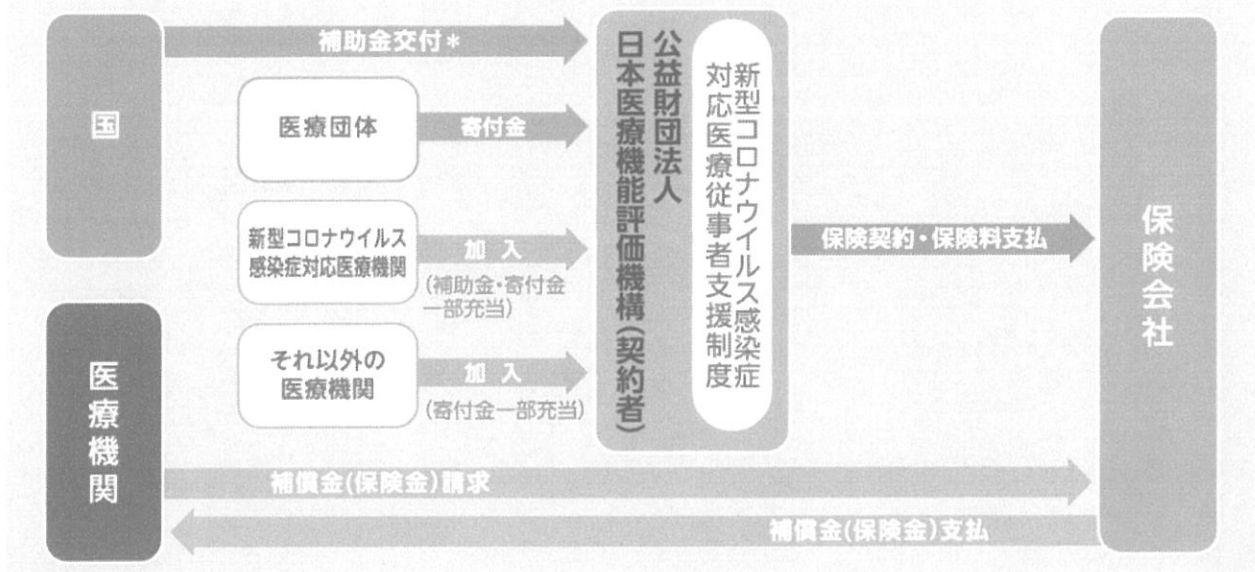 国
補助金交付*
医療団体
寄付金
新型コロナウイルス
感染症対応医療機関
加 入
(補助金・寄付金
一部充当)
それ以外の
医療機関
加 入
(寄付金一部充当)
公益財団法人
日本医療機能評価機構(契約者)
新型コロナウイルス感染症
対応医療従事者支援制度
保険契約・保険料支払
保険会社
医療機関
補償金(保険金)請求
補償金(保険金)支払